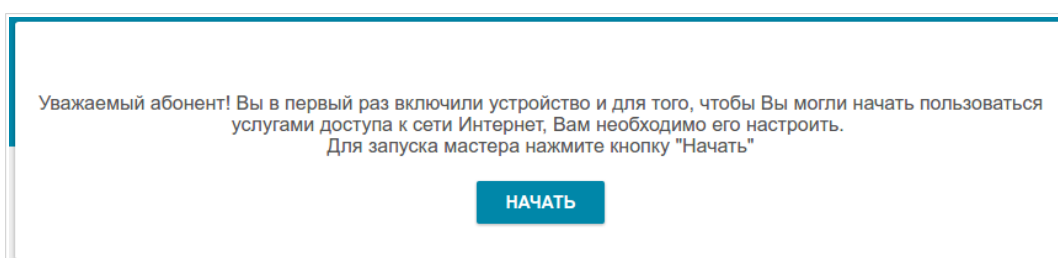 Уважаемый абонент! Вы в первый раз включили устройство и для того, чтобы Вы могли начать пользоваться
услугами доступа к сети Интернет, Вам необходимо его настроить.
Для запуска мастера нажмите кнопку "Начать"
НАЧАТЬ